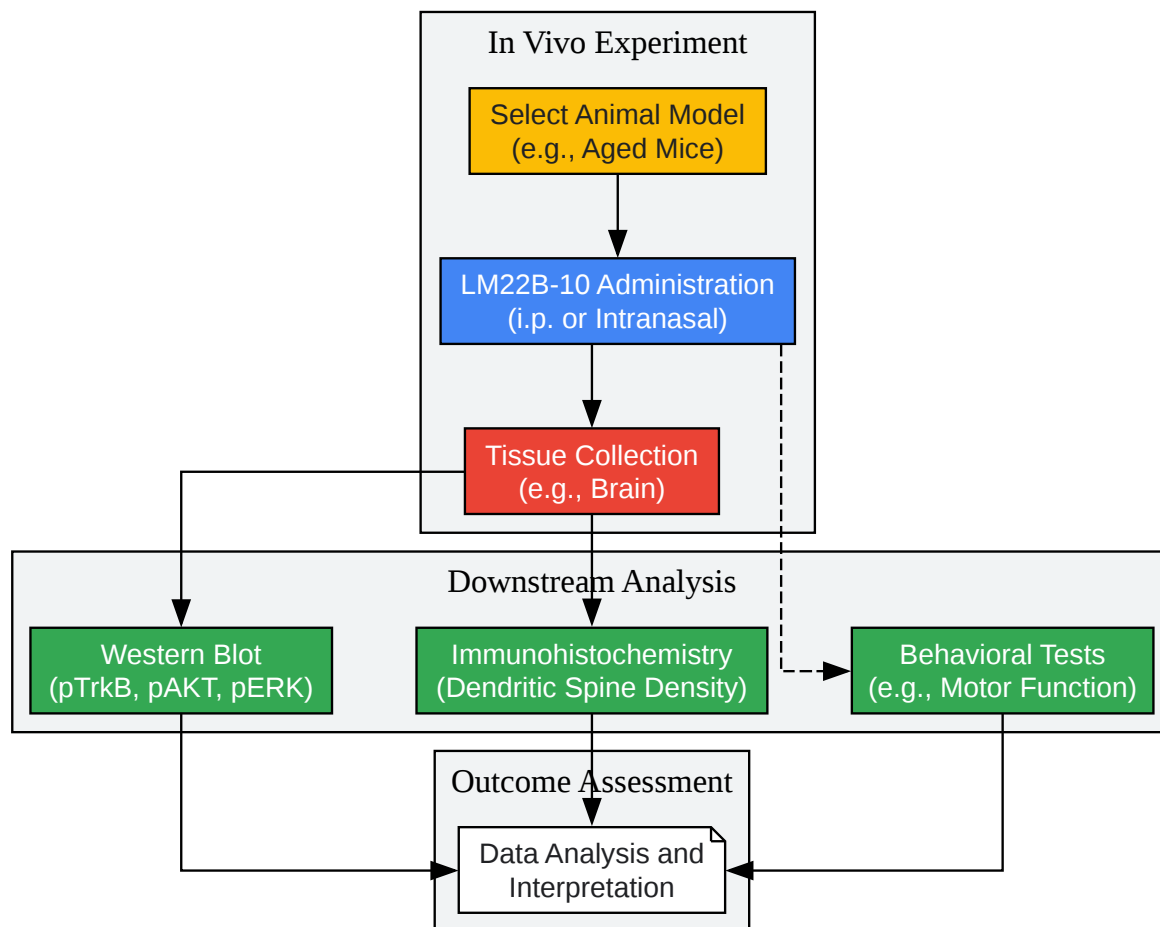 In Vivo Experiment
Select Animal Model
(e.g., Aged Mice)
LM22B-10 Administration
(i.p. or Intranasal)
Tissue Collection
(e.g., Brain)
Downstream Analysis
Western Blot
(pTrkB, pAKT, pERK)
Immunohistochemistry
(Dendritic Spine Density)
Behavioral Tests
(e.g., Motor Function)
Outcome Assessment
Data Analysis and
Interpretation